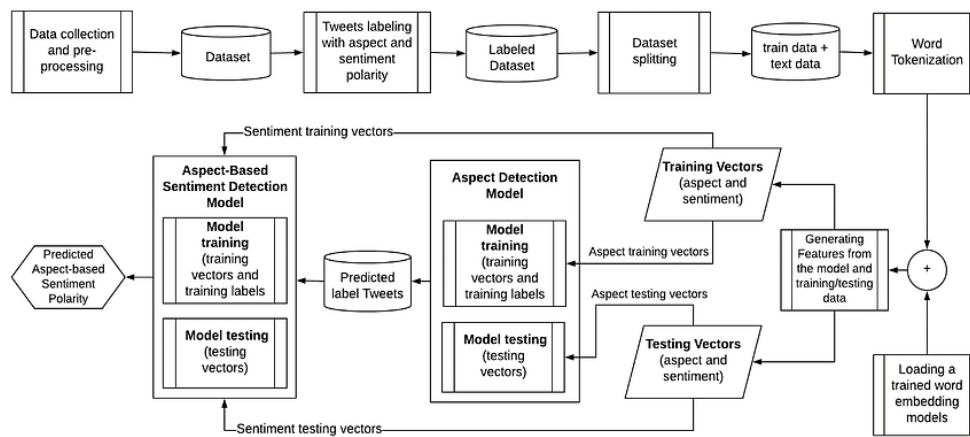 Data collection
and pre-
processing)
Dataset
Tweets labeling
with aspect and
sentiment
polarity
Labeled
Dataset
Dataset
splitting
train data +
text data
Word
Tokenization
Sentiment training vectors
Aspect-Based
Sentiment Detection
Model
Model
training
(training
vectors and
training labels
Model testing
(testing
vectors)
Predicted
Aspect-based
Sentiment
Polarity
Predicted
label Tweets
Aspect Detection
Model
Model
training
(training
vectors and
training labels)
Model testing
(testing
vectors)
Training Vectors
(aspect and
sentiment)
Aspect training vectors
Aspect testing vectors
Testing Vectors
(aspect and
sentiment)
Generating
Features from
the model and
training/testing
data
+
Loading a
trained word
embedding
models
Sentiment testing vectors